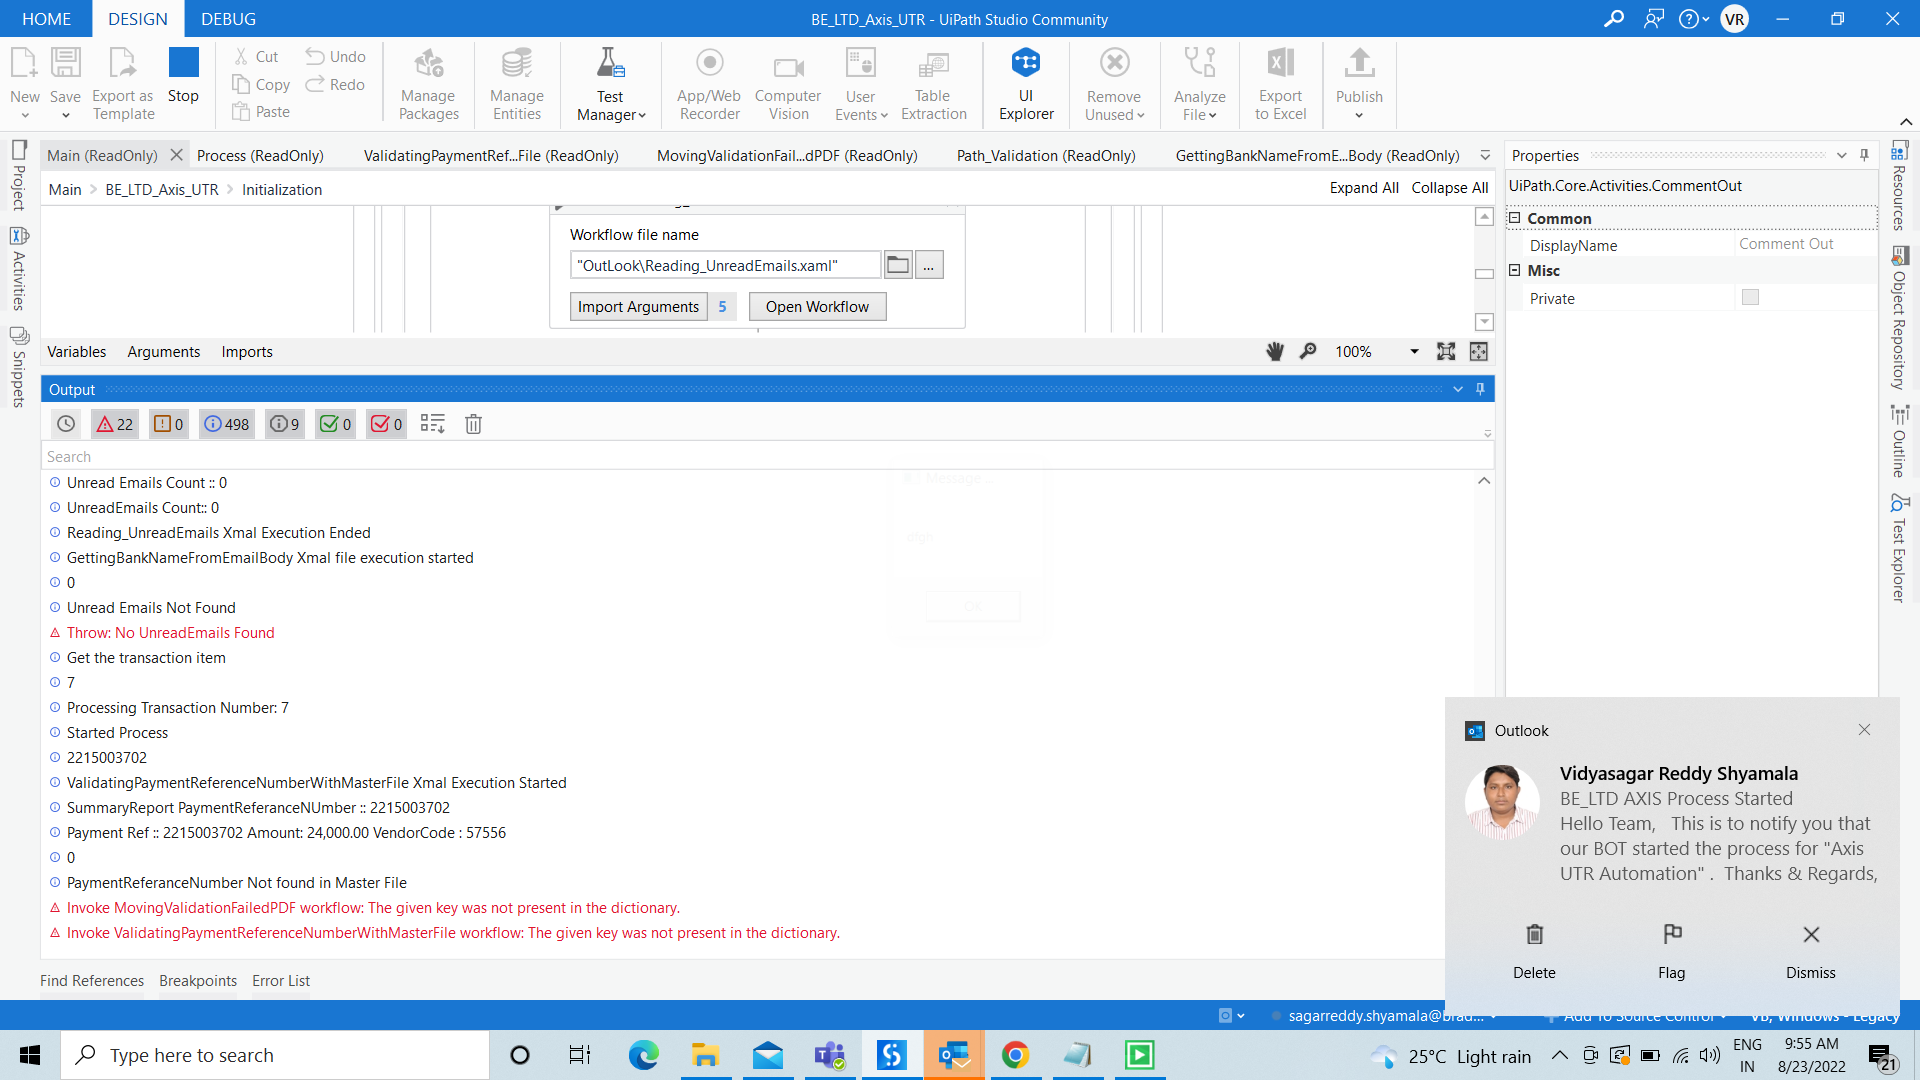 HOME DESIGN DEBUG BE_LTD_Axis_UTR - UiPath Studio Community VR
New Save Export as Template Stop Cut Copy Paste Undo Redo Manage Packages Manage Entities Test Manager App/Web Recorder Computer Vision User Events Table Extraction UI Explorer Remove Unused Analyze File Export to Excel Publish
Main (ReadOnly) Process (ReadOnly) ValidatingPaymentRef...File (ReadOnly) MovingValidationFail...dPDF (ReadOnly) Path_Validation (ReadOnly) GettingBankNameFromE...Body (ReadOnly)
Main > BE_LTD_Axis_UTR > Initialization Expand All Collapse All
Project
Activities
Snippets
Workflow file name
"OutLook\Reading_UnreadEmails.xaml" ...
Import Arguments 5 Open Workflow
Variables Arguments Imports 100%
Output
22 0 498 9 0 0
Search
Unread Emails Count :: 0
UnreadEmails Count:: 0
Reading_UnreadEmails Xmal Execution Ended
GettingBankNameFromEmailBody Xmal file execution started
0
Unread Emails Not Found
Throw: No UnreadEmails Found
Get the transaction item
7
Processing Transaction Number: 7
Started Process
2215003702
ValidatingPaymentReferenceNumberWithMasterFile Xmal Execution Started
SummaryReport PaymentReferanceNUmber :: 2215003702
Payment Ref :: 2215003702 Amount: 24,000.00 VendorCode : 57556
0
PaymentReferanceNumber Not found in Master File
Invoke MovingValidationFailedPDF workflow: The given key was not present in the dictionary.
Invoke ValidatingPaymentReferenceNumberWithMasterFile workflow: The given key was not present in the dictionary.
Find References Breakpoints Error List
Properties
UiPath.Core.Activities.CommentOut
Common
DisplayName Comment Out
Misc
Private
Resources
Object Repository
Outline
Test Explorer
Outlook
Vidyasagar Reddy Shyamala
BE_LTD AXIS Process Started
Hello Team, This is to notify you that
our BOT started the process for "Axis
UTR Automation" . Thanks & Regards,
Delete Flag Dismiss
sagarreddy.shyamala@brad... Add To Source Control VB, Windows - Legacy
Type here to search 25°C Light rain ENG IN 9:55 AM 8/23/2022 21